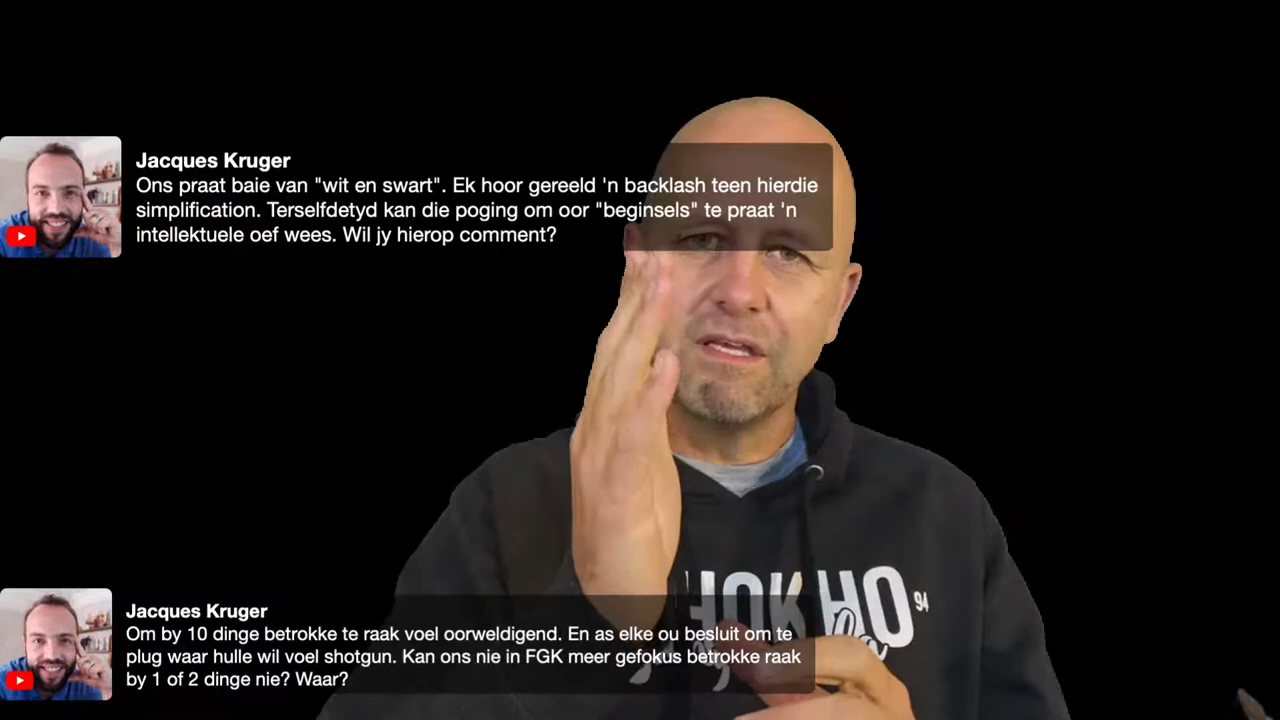 Jacques Kruger
Ons praat baie van "wit en swart". Ek hoor gereeld 'n backlash teen hierdie
simplification. Terselfdetyd kan die poging om oor "beginsels" te praat 'n
intellektuele oef wees. Wil jy hierop comment?
94
Jacques Kruger
Om by 10 dinge betrokke te raak voel oorweldigend. En as elke ou besluit om te
plug waar hulle wil voel shotgun. Kan ons nie in FGK meer gefokus betrokke raak
by 1 of 2 dinge nie? Waar?